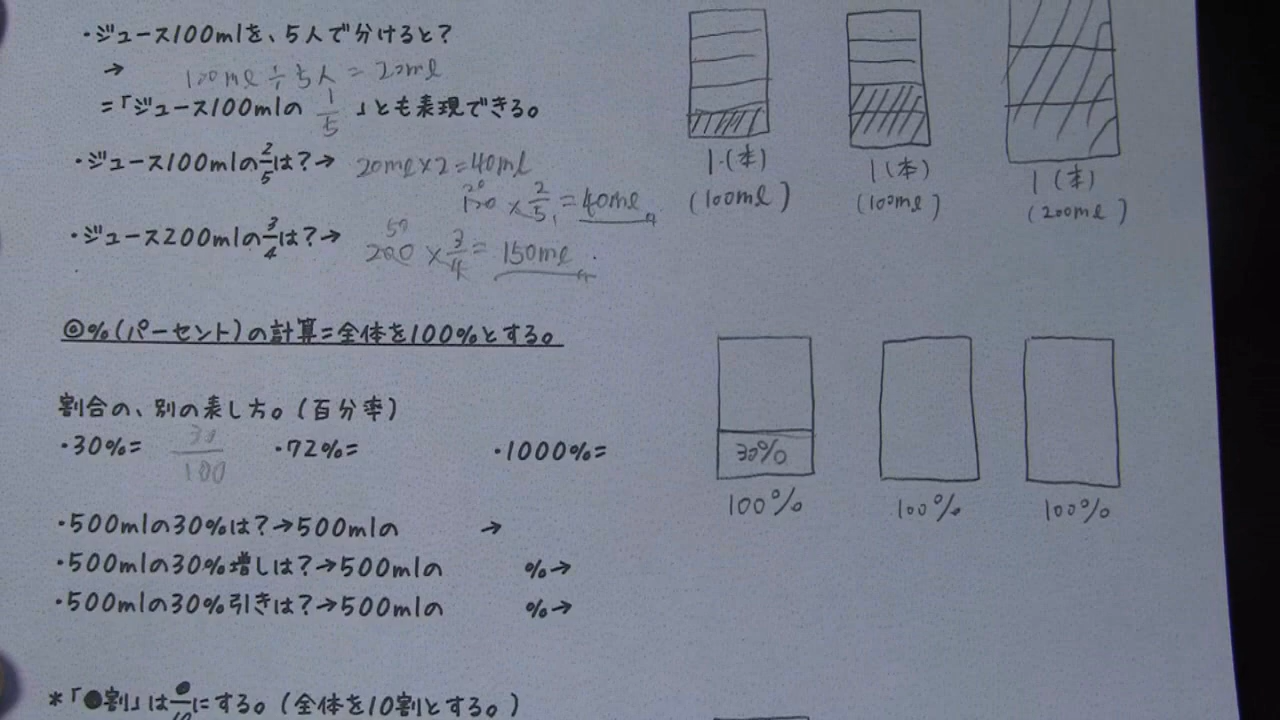 ・ジュース100mlを、5人で分けると?
→ 100ml÷5人=20ml
=「ジュース100mlの 1/5 」とも表現できる。
・ジュース100mlの2/5は?→ 20ml×2=40ml
20
100×2/5=40ml
1
・ジュース200mlの3/4は?→ 200×3/4=150ml
50
1(本)
(100ml)
1(本)
(100ml)
1(本)
(200ml)
◎%(パーセント)の計算=全体を100%とする。
割合の、別の表し方。(百分率)
・30%= 30/100 ・72%= ・1000%=
30%
100%
100%
100%
・500mlの30%は?→500mlの →
・500mlの30%増しは?→500mlの %→
・500mlの30%引きは?→500mlの %→
*「●割」は●/10にする。(全体を10割とする。)